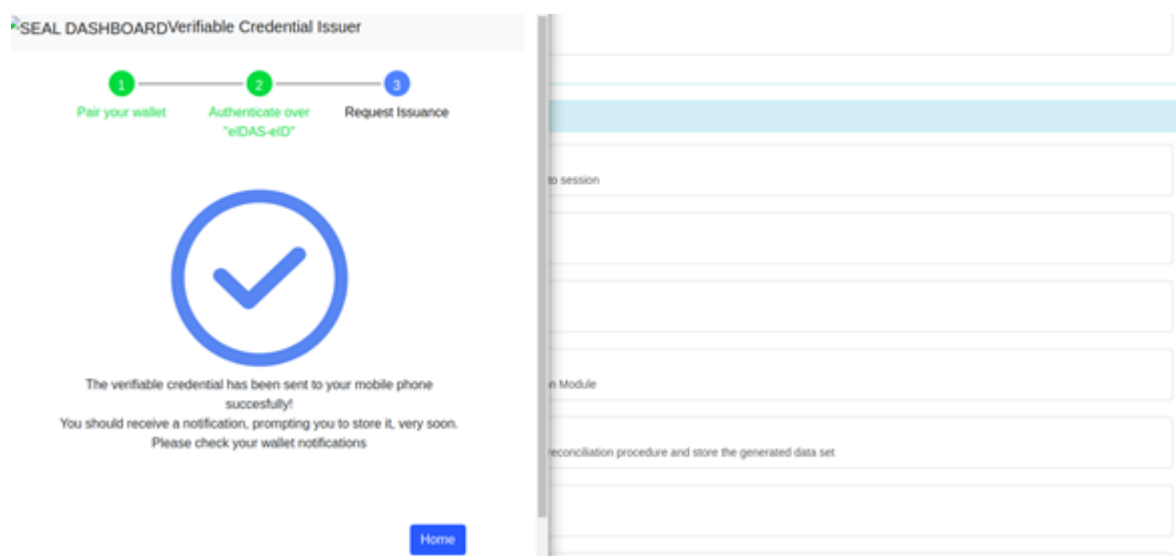 SEAL DASHBOARDVerifiable Credential Issuer
1
2
3
Pair your wallet
Authenticate over
"eIDAS-eID"
Request Issuance
The verifiable credential has been sent to your mobile phone
succesfully!
You should receive a notification, prompting you to store it, very soon.
Please check your wallet notifications
Home
to session
n Module
reconciliation procedure and store the generated data set